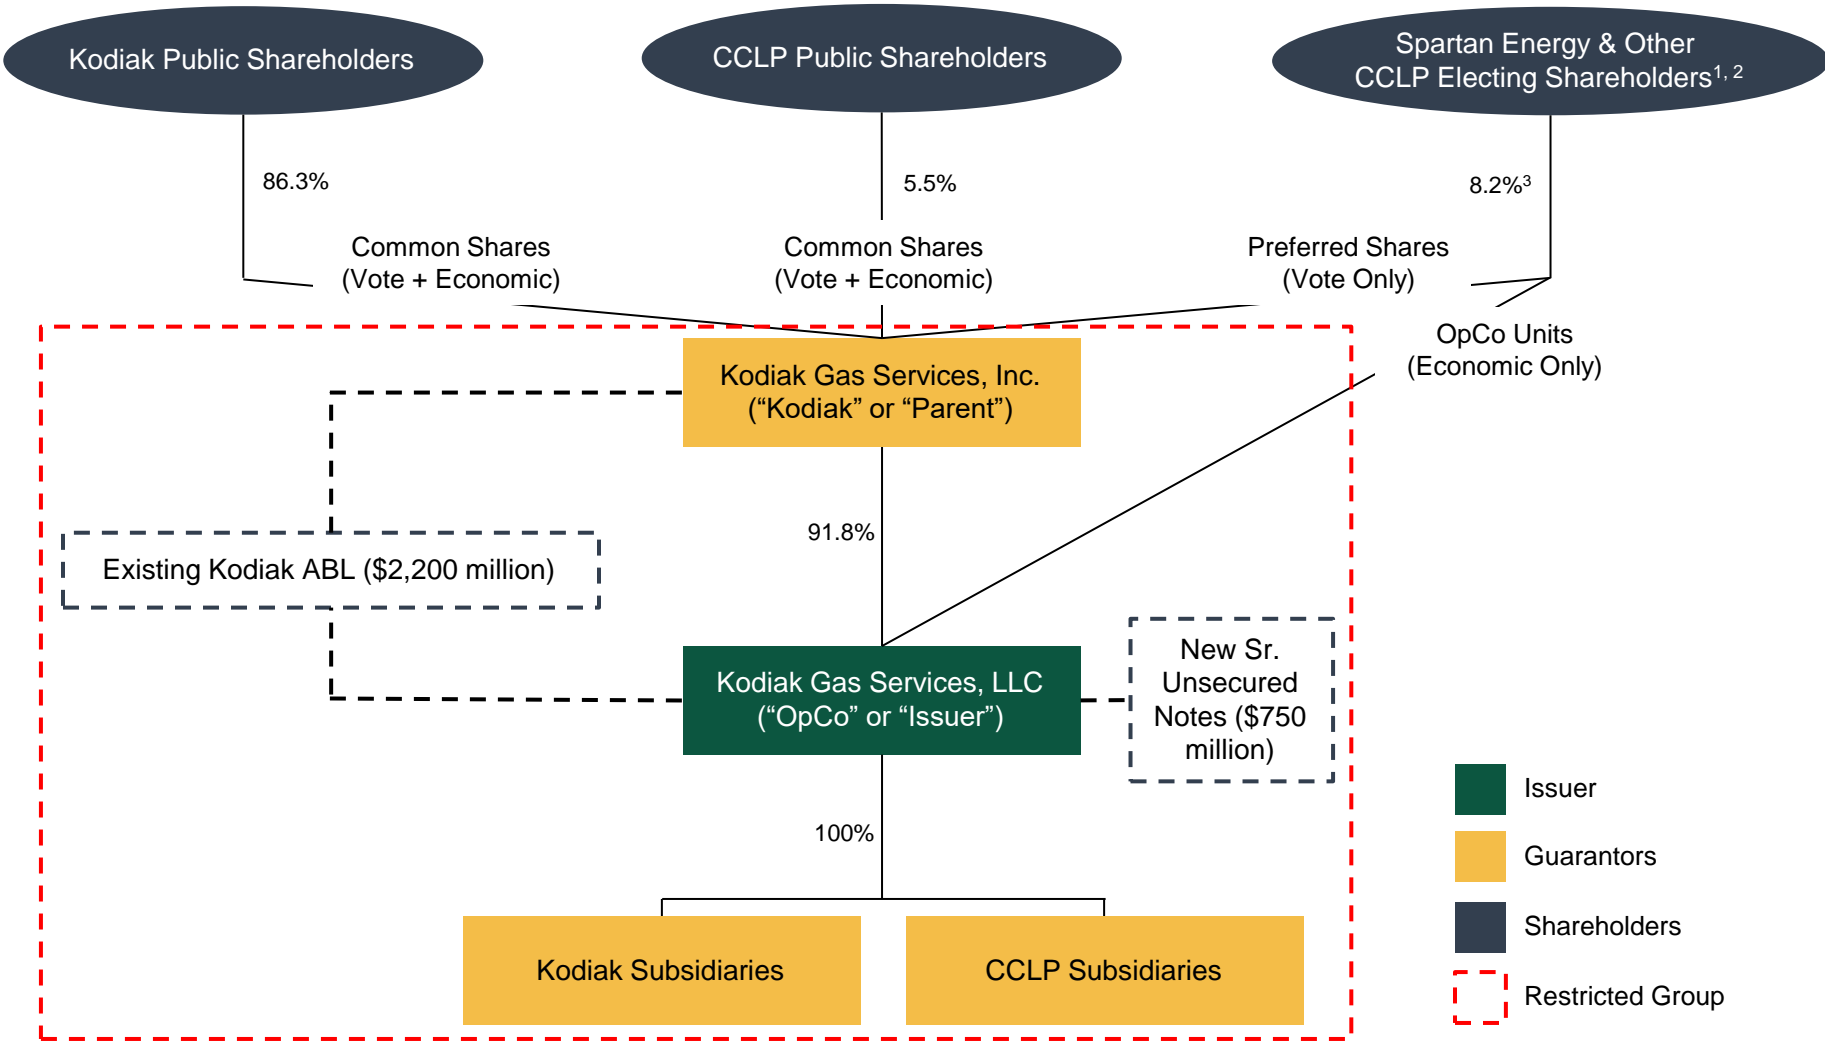 Kodiak Public Shareholders
CCLP Public Shareholders
Spartan Energy & Other
CCLP Electing Shareholders1, 2
86.3%
5.5%
8.2%3
Common Shares
(Vote + Economic)
Common Shares
(Vote + Economic)
Preferred Shares
(Vote Only)
OpCo Units
(Economic Only)
Kodiak Gas Services, Inc.
(“Kodiak” or “Parent”)
91.8%
Existing Kodiak ABL ($2,200 million)
Kodiak Gas Services, LLC
(“OpCo” or “Issuer”)
New Sr.
Unsecured
Notes ($750
million)
100%
Kodiak Subsidiaries
CCLP Subsidiaries
Issuer
Guarantors
Shareholders
Restricted Group